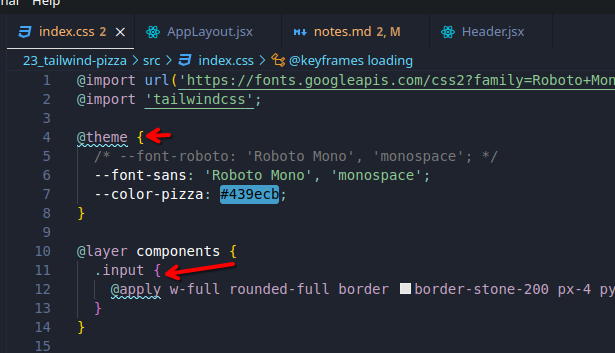 nal Help
index.css 2 × AppLayout.jsx notes.md 2, M Header.jsx
23_tailwind-pizza > src > index.css > @keyframes loading
1 @import url('https://fonts.googleapis.com/css2?family=Roboto+Mon
2 @import 'tailwindcss';
3
4 @theme {
5 /* --font-roboto: 'Roboto Mono', 'monospace'; */
6 --font-sans: 'Roboto Mono', 'monospace';
7 --color-pizza: #439ecb;
8 }
9
10 @layer components {
11 .input {
12 @apply w-full rounded-full border border-stone-200 px-4 py
13 }
14 }
15